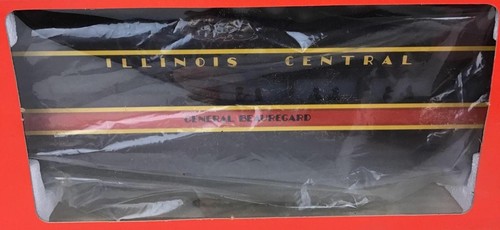 ILLINOIS CENTRAL
GENERAL BEAUREGARD